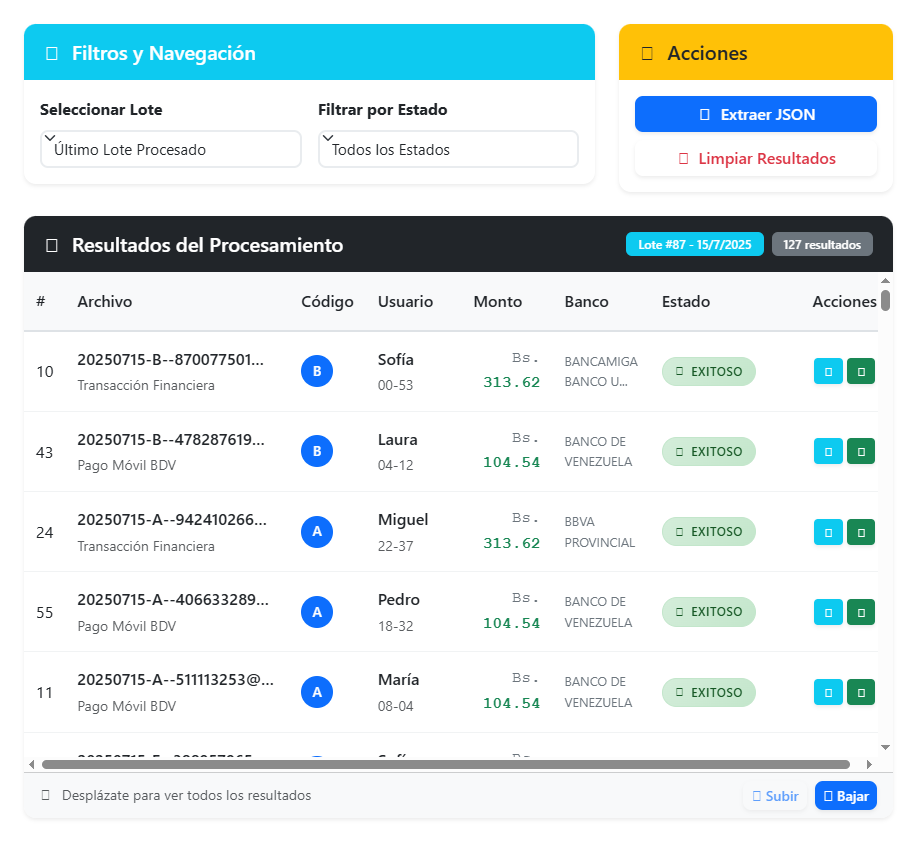 Filtros y Navegación
Acciones
Seleccionar Lote
Filtrar por Estado
Último Lote Procesado
Todos los Estados
Extraer JSON
Limpiar Resultados
Resultados del Procesamiento
Lote #87 - 15/7/2025
127 resultados
# Archivo Código Usuario Monto Banco Estado Acciones
10 20250715-B--870077501... B Sofía Bs. BANCAMIGA EXITOSO
Transacción Financiera 00-53 313.62 BANCO U...
43 20250715-B--478287619... B Laura Bs. BANCO DE EXITOSO
Pago Móvil BDV 04-12 104.54 VENEZUELA
24 20250715-A--942410266... A Miguel Bs. BBVA EXITOSO
Transacción Financiera 22-37 313.62 PROVINCIAL
55 20250715-A--406633289... A Pedro Bs. BANCO DE EXITOSO
Pago Móvil BDV 18-32 104.54 VENEZUELA
11 20250715-A--511113253@... A María Bs. BANCO DE EXITOSO
Pago Móvil BDV 08-04 104.54 VENEZUELA
Desplázate para ver todos los resultados
Subir
Bajar